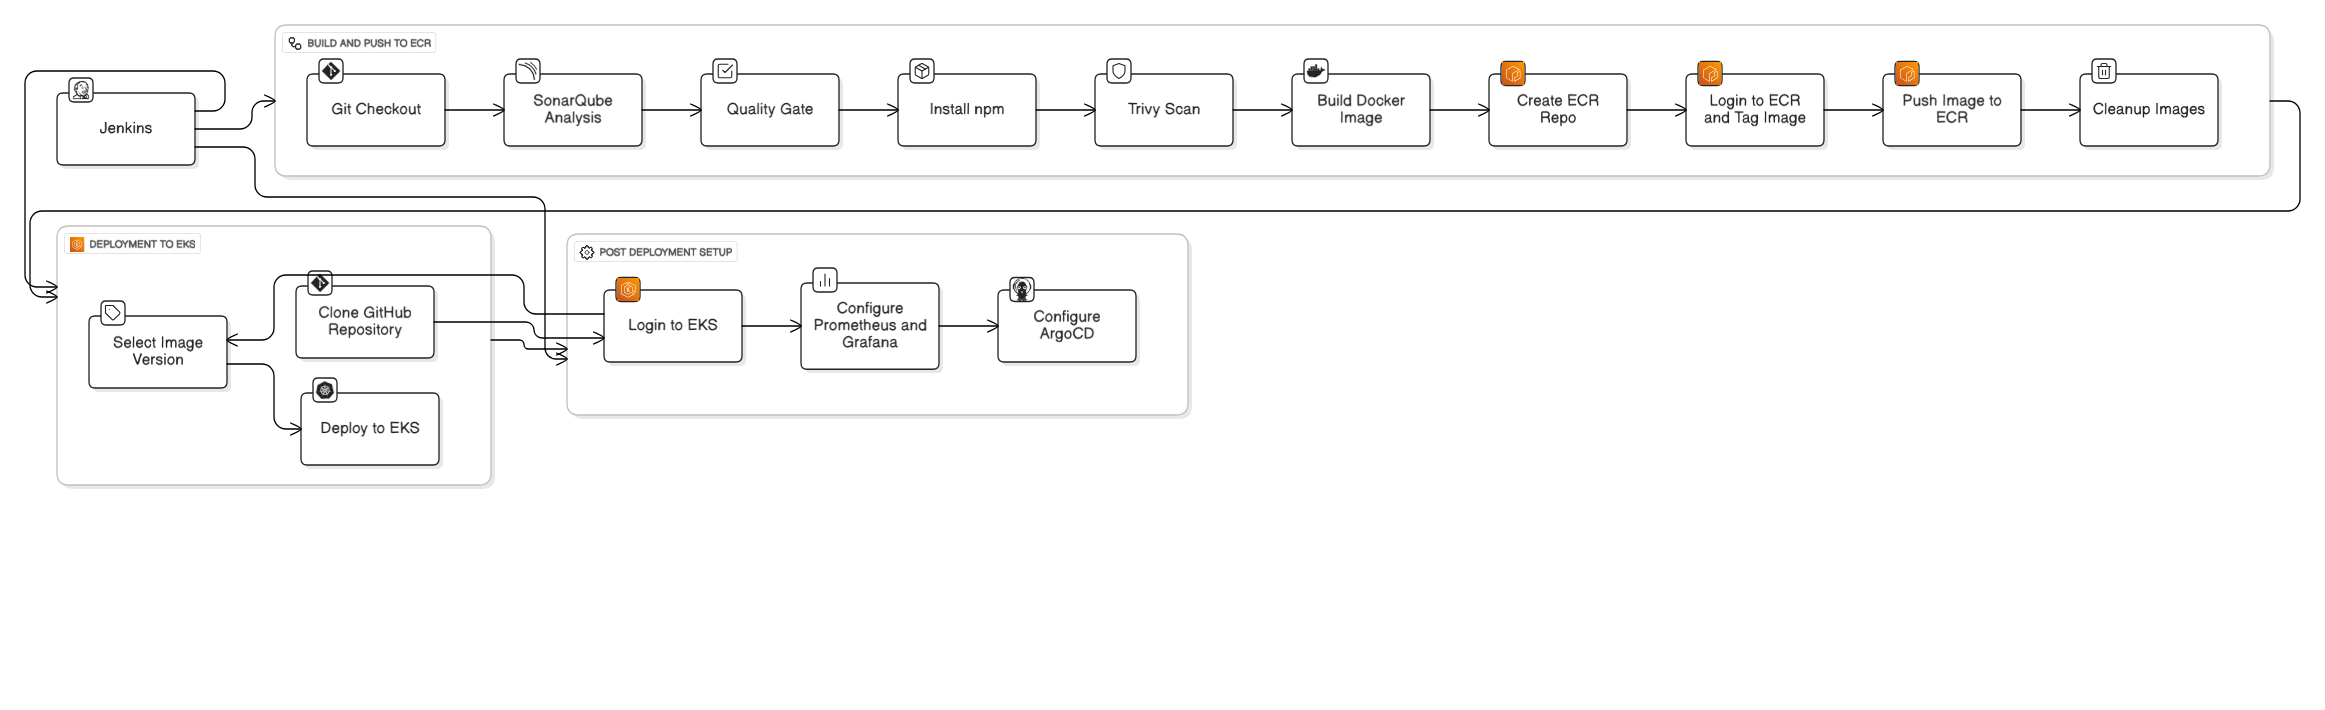 BUILD AND PUSH TO ECR
Jenkins
Git Checkout
SonarQube
Analysis
Quality Gate
Install npm
Trivy Scan
Build Docker
Image
Create ECR
Repo
Login to ECR
and Tag Image
Push Image to
ECR
Cleanup Images
DEPLOYMENT TO EKS
Clone GitHub
Repository
Select Image
Version
Deploy to EKS
POST DEPLOYMENT SETUP
Login to EKS
Configure
Prometheus and
Grafana
Configure
ArgoCD